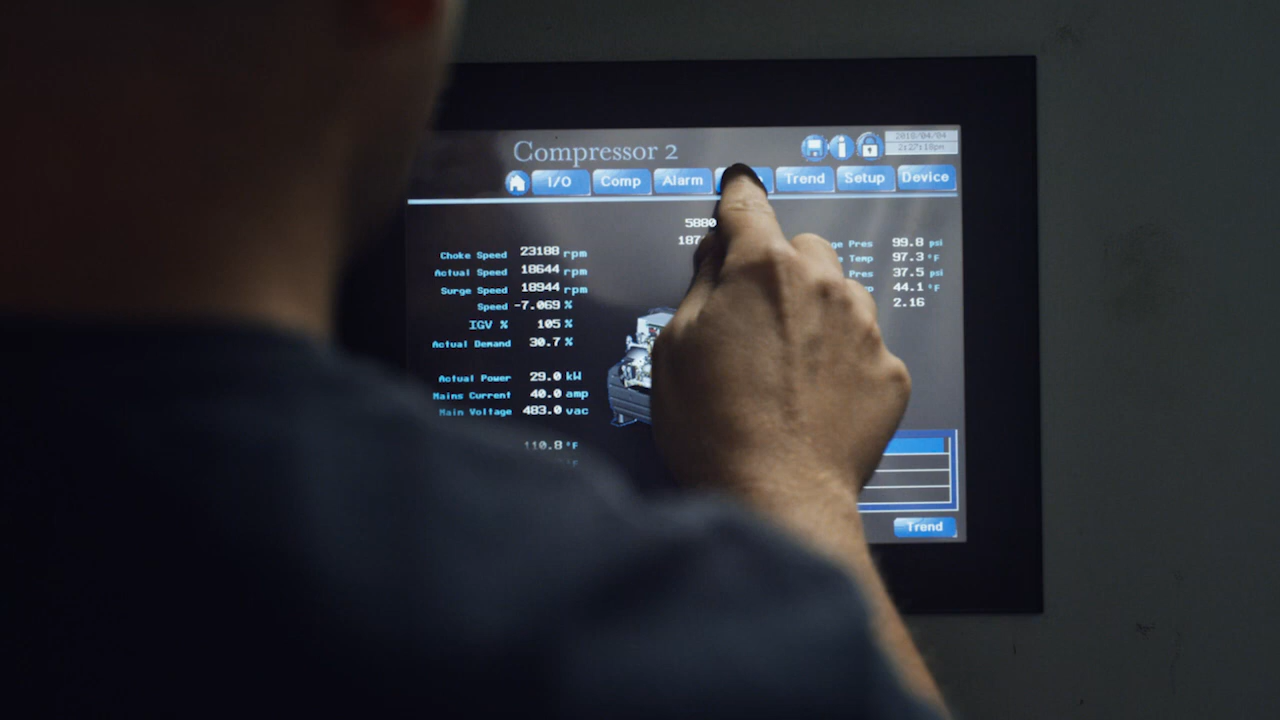 Compressor 2
2018/04/04
2:27:18pm
I/O Comp Alarm Trend Setup Device
5880
Choke Speed 23188 rpm
Actual Speed 18644 rpm
Surge Speed 18944 rpm
Speed -7.069 %
IGV % 105 %
Actual Demand 30.7 %
Actual Power 29.0 kW
Mains Current 40.0 amp
Main Voltage 483.0 vac
110.8 °F
Pres 99.8 psi
Temp 97.3 °F
Pres 37.5 psi
44.1 °F
2.16
Trend